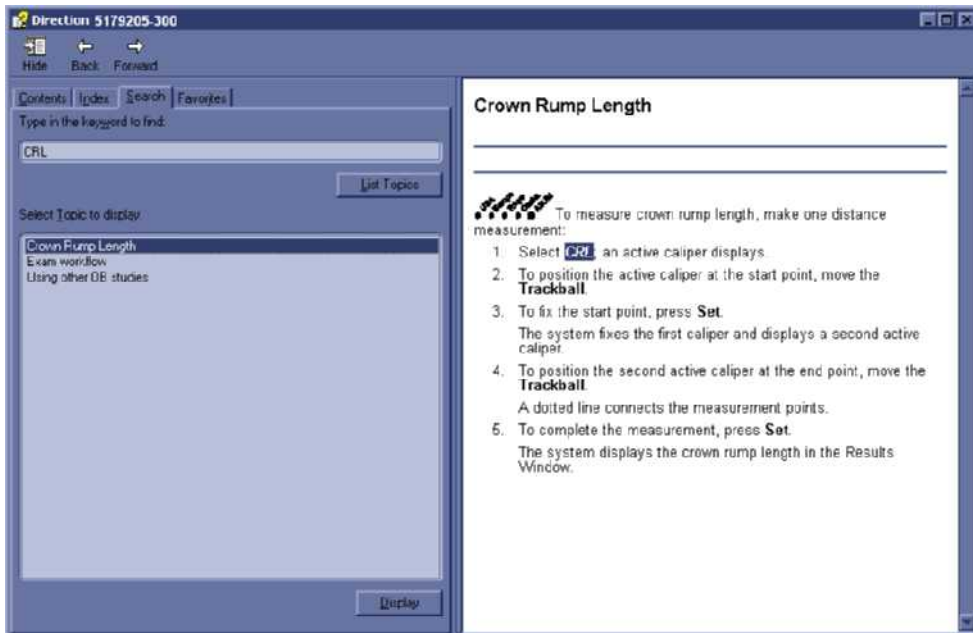 Direction 5179205-300
Hide Back Forward
Contents Index Search Favorites
Type in the keyword to find:
CRL
List Topics
Select Topic to display
Crown Rump Length
Exam workflow
Using other OB studies
Display
Crown Rump Length
To measure crown rump length, make one distance
measurement:
1. Select CRL; an active caliper displays.
2. To position the active caliper at the start point, move the
Trackball.
3. To fix the start point, press Set.
The system fixes the first caliper and displays a second active
caliper.
4. To position the second active caliper at the end point, move the
Trackball.
A dotted line connects the measurement points.
5. To complete the measurement, press Set.
The system displays the crown rump length in the Results
Window.